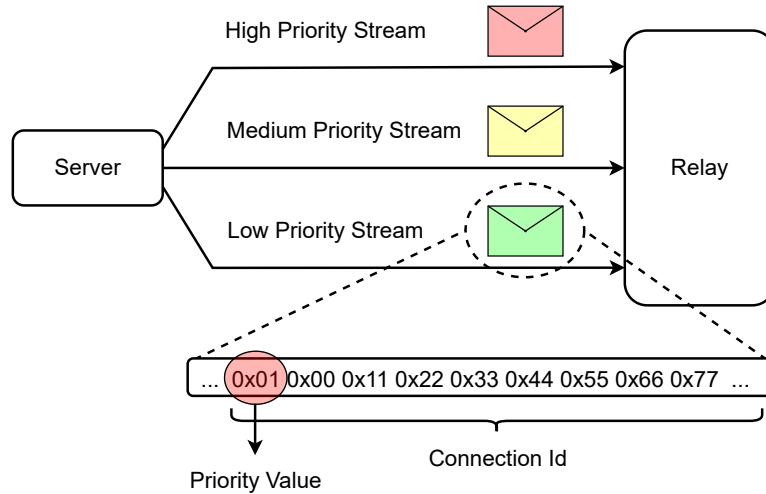 High Priority Stream
Medium Priority Stream
Server
Relay
Low Priority Stream
... 0x01 0x00 0x11 0x22 0x33 0x44 0x55 0x66 0x77 ...
Connection Id
Priority Value